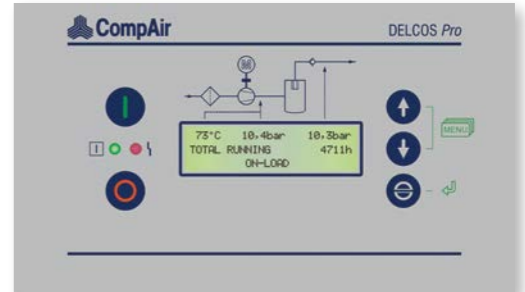 CompAir
DELCOS Pro
M
MENU
73°C 10,4bar 10,3bar
TOTAL RUNNING 4711h
ON-LOAD